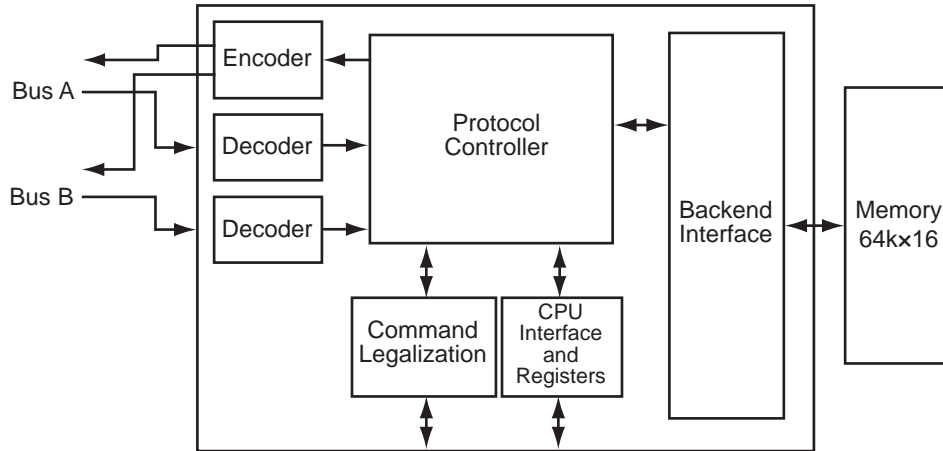 Encoder
Bus A
Protocol
Controller
Decoder
Bus B
Decoder
Backend
Interface
Memory
64k×16
Command
Legalization
CPU
Interface
and
Registers